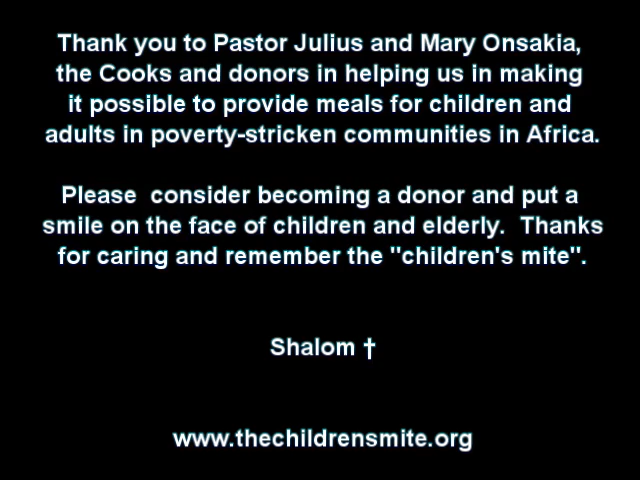 Thank you to Pastor Julius and Mary Onsakia,
the Cooks and donors in helping us in making
it possible to provide meals for children and
adults in poverty-stricken communities in Africa.
Please  consider becoming a donor and put a
smile on the face of children and elderly.  Thanks
for caring and remember the "children's mite".
Shalom †
www.thechildrensmite.org